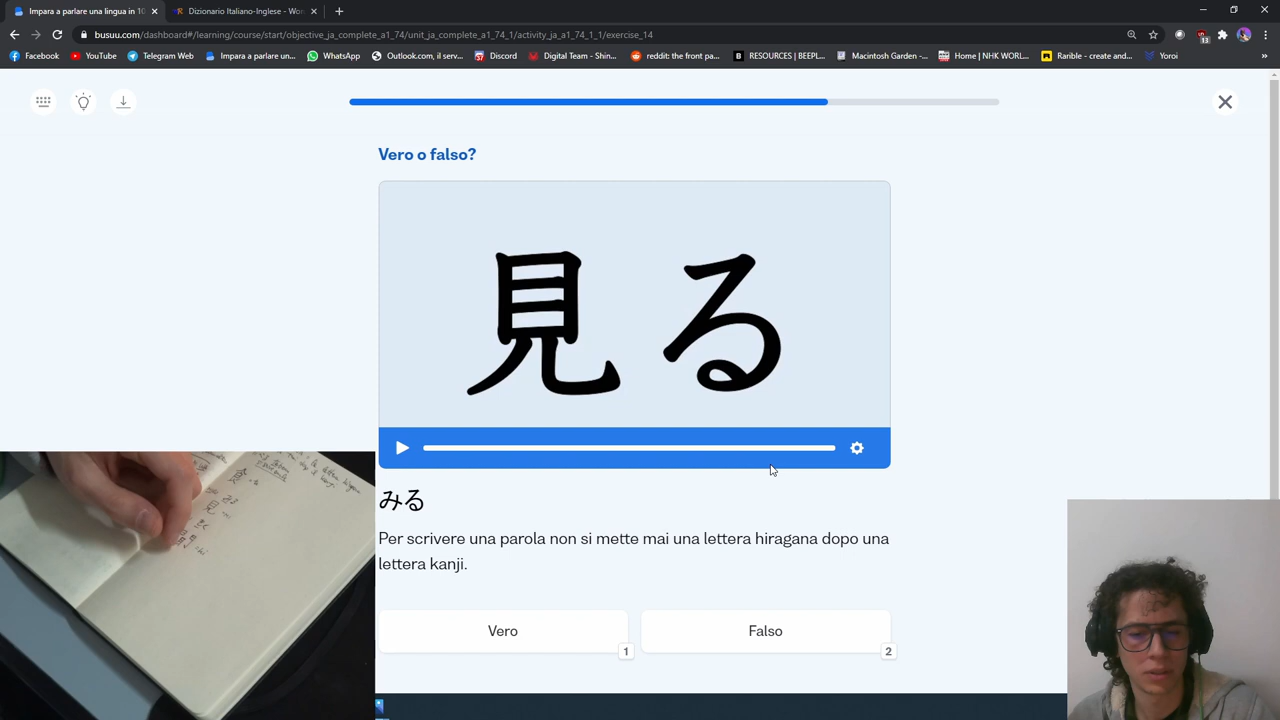 Impara a parlare una lingua in 10
Dizionario Italiano-Inglese - Wor
busuu.com/dashboard#/learning/course/start/objective_ja_complete_a1_74/unit_ja_complete_a1_74_1/activity_ja_a1_74_1_1/exercise_14
Facebook
YouTube
Telegram Web
Impara a parlare un...
WhatsApp
Outlook.com, il serv...
Discord
Digital Team - Shin...
reddit: the front pa...
RESOURCES | BEEPL...
Macintosh Garden -...
Home | NHK WORL...
Rarible - create and...
Yoroi
»
13
Vero o falso?
見る
みる
Per scrivere una parola non si mette mai una lettera hiragana dopo una
lettera kanji.
Vero
1
Falso
2